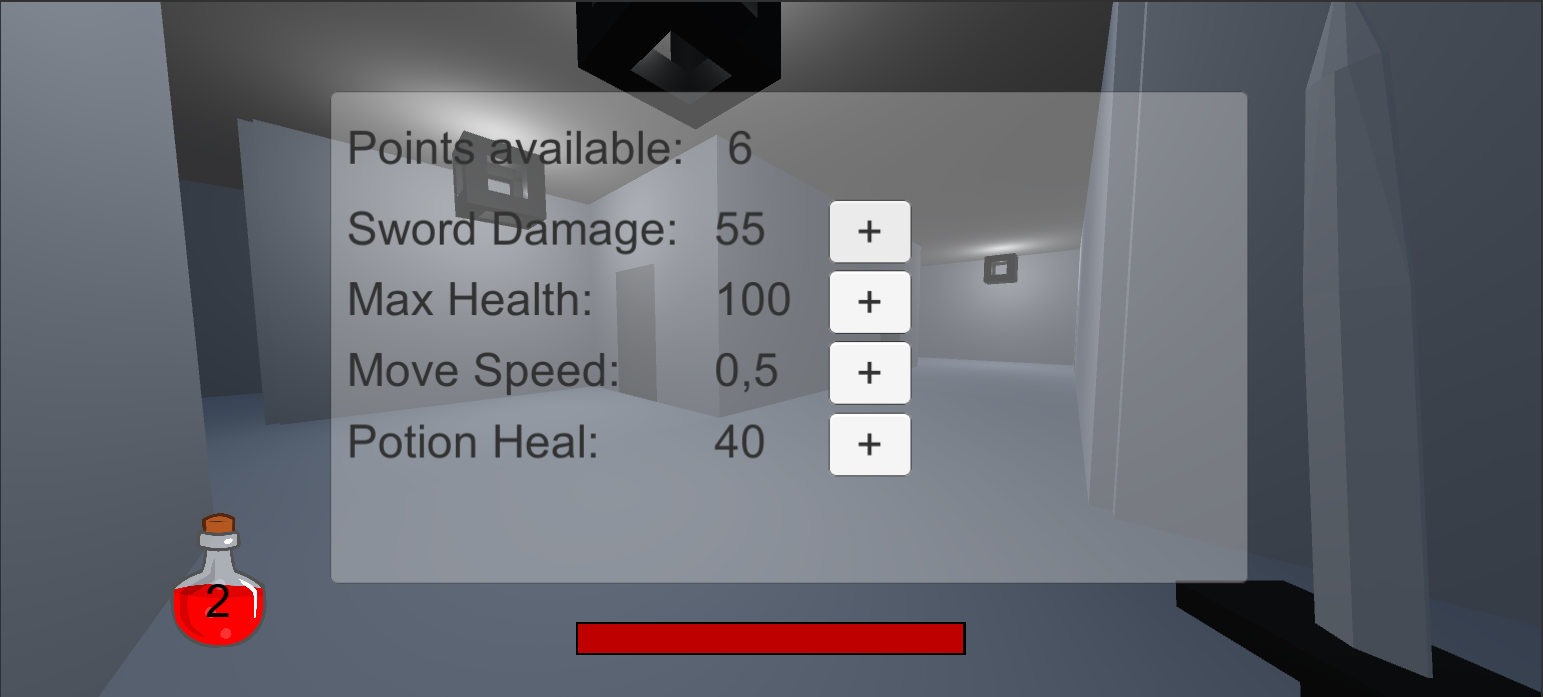 Points available: 6
Sword Damage: 55 +
Max Health: 100 +
Move Speed: 0,5 +
Potion Heal: 40 +
2